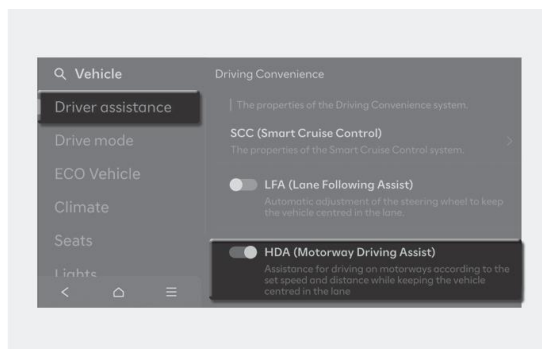 Vehicle
Driver assistance
Drive mode
ECO Vehicle
Climate
Seats
Lights
Driving Convenience
The properties of the Driving Convenience system.
SCC (Smart Cruise Control)
The properties of the Smart Cruise Control system.
LFA (Lane Following Assist)
Automatic adjustment of the steering wheel to keep
the vehicle centred in the lane.
HDA (Motorway Driving Assist)
Assistance for driving on motorways according to the
set speed and distance while keeping the vehicle
centred in the lane